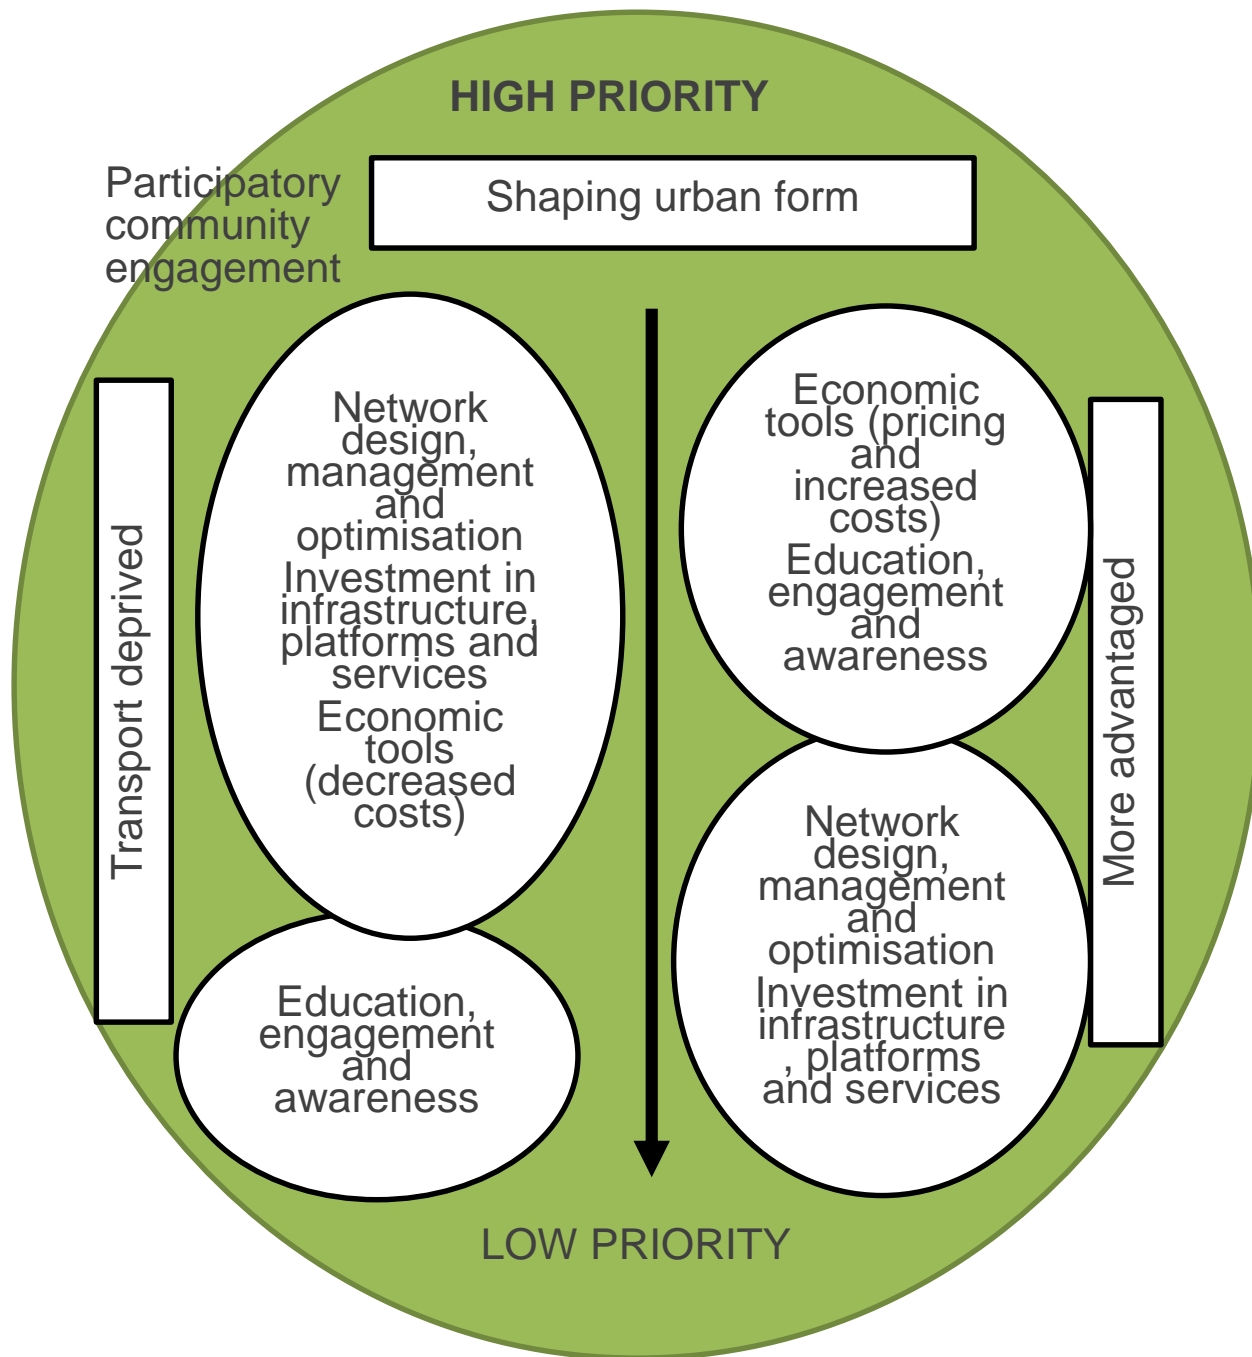 HIGH PRIORITY
Participatory
community
engagement
Shaping urban form
Transport deprived
Network
design,
management
and
optimisation
Investment in
infrastructure,
platforms and
services
Economic
tools
(decreased
costs)
Education,
engagement
and
awareness
Economic
tools (pricing
and
increased
costs)
Education,
engagement
and
awareness
Network
design,
management
and
optimisation
Investment in
infrastructure
, platforms
and services
More advantaged
LOW PRIORITY